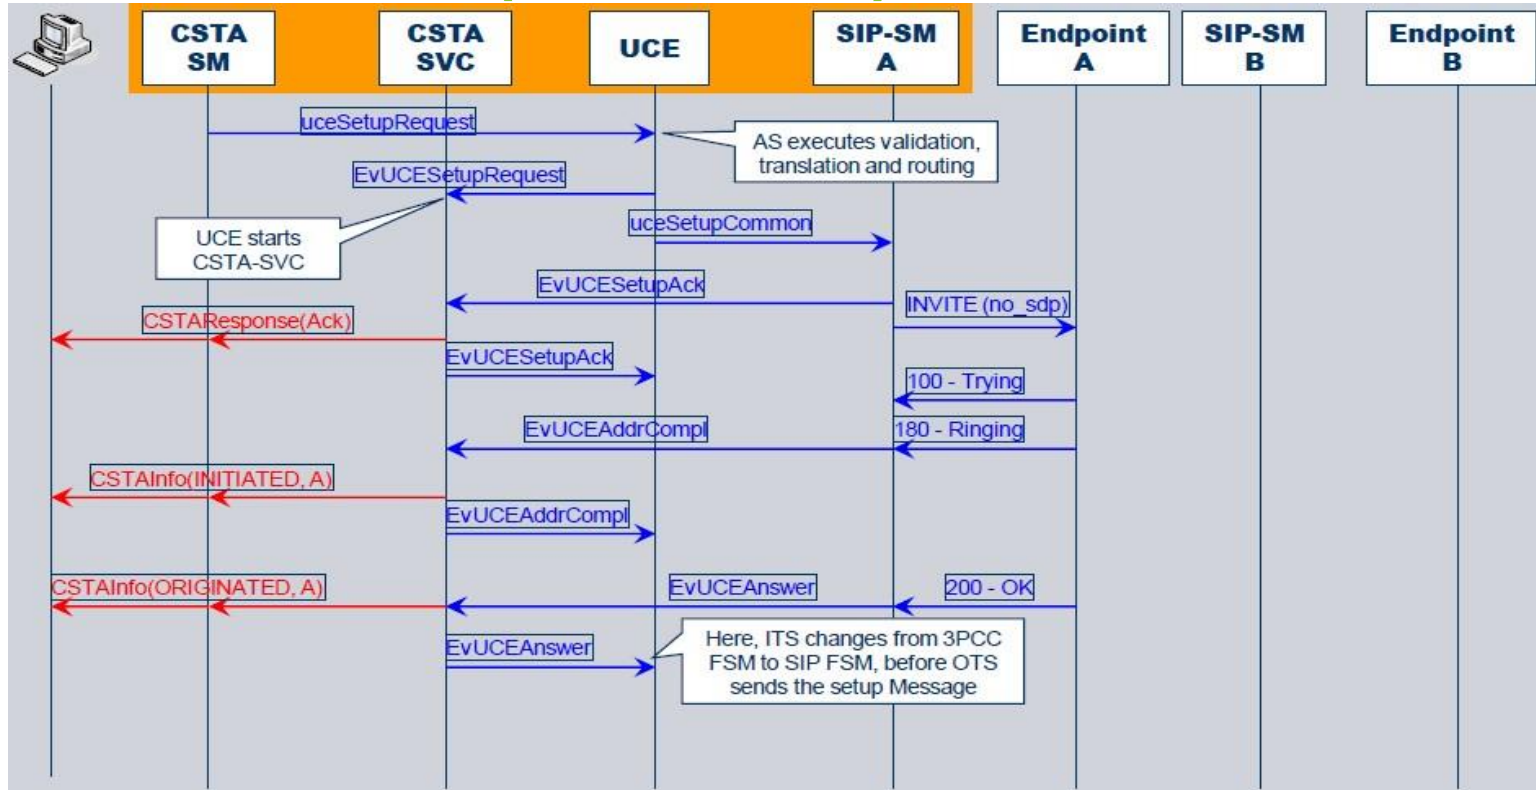 CSTA
SM
CSTA
SVC
UCE
SIP-SM
A
Endpoint
A
SIP-SM
B
Endpoint
B
uceSetupRequest
AS executes validation,
translation and routing
EvUCESetupRequest
uceSetupCommon
UCE starts
CSTA-SVC
EvUCESetupAck
INVITE (no_sdp)
CSTAResponse(Ack)
EvUCESetupAck
100 - Trying
EvUCEAddrCompl
180 - Ringing
CSTAInfo(INITIATED, A)
EvUCEAddrCompl
CSTAInfo(ORIGINATED, A)
EvUCEAnswer
200 - OK
EvUCEAnswer
Here, ITS changes from 3PCC
FSM to SIP FSM, before OTS
sends the setup Message